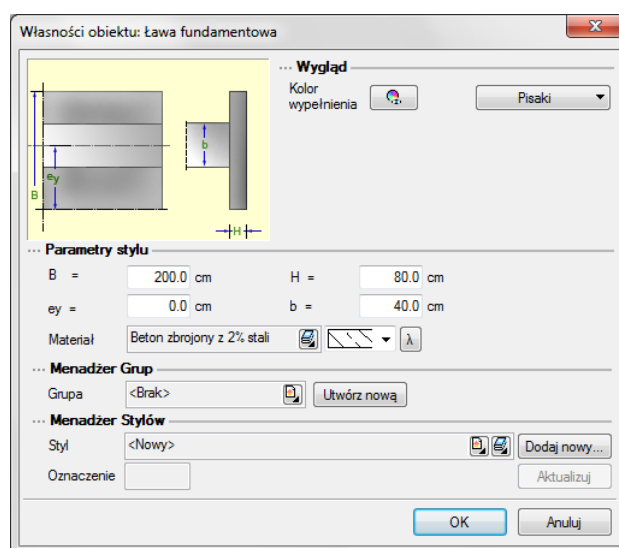 Własności obiektu: Ława fundamentowa
Wygląd
Kolor wypełnienia
Pisaki
B
ey
b
H
Parametry stylu
B = 200.0 cm H = 80.0 cm
ey = 0.0 cm b = 40.0 cm
Materiał Beton zbrojony z 2% stali λ
Menadżer Grup
Grupa <Brak> Utwórz nową
Menadżer Stylów
Styl <Nowy> Dodaj nowy...
Oznaczenie Aktualizuj
OK Anuluj